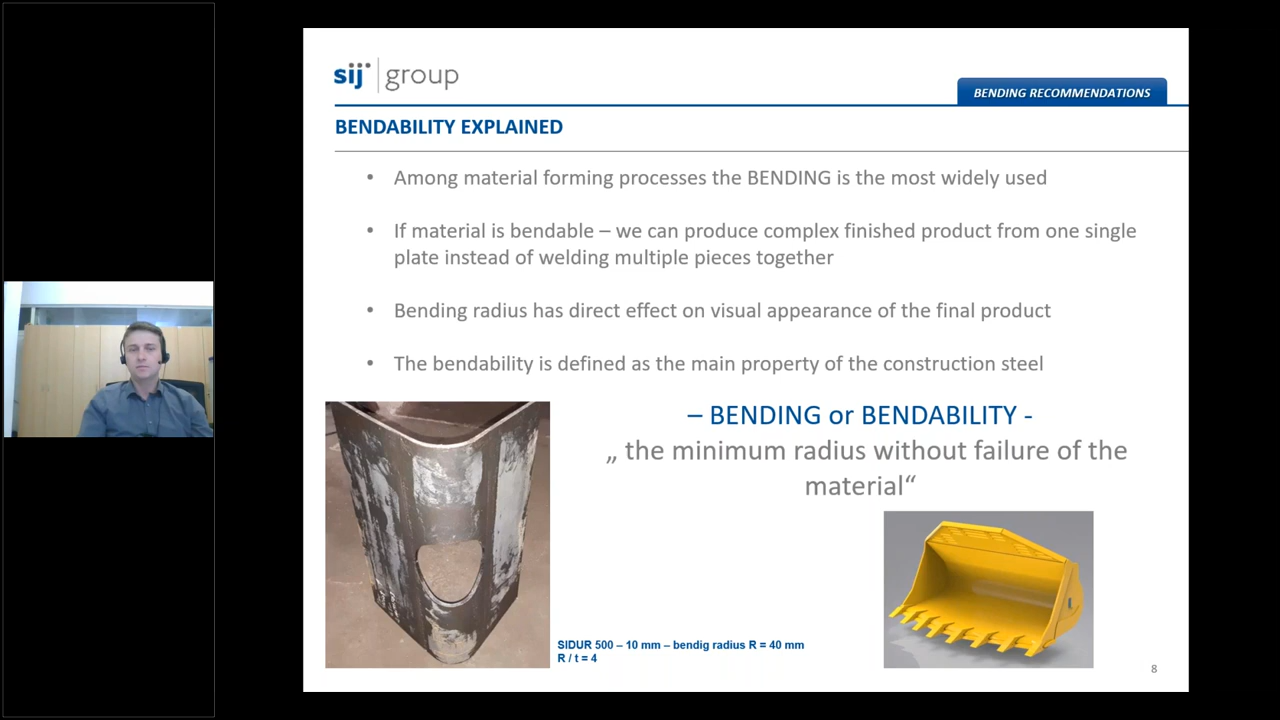 sij group
BENDING RECOMMENDATIONS
BENDABILITY EXPLAINED
• Among material forming processes the BENDING is the most widely used
• If material is bendable – we can produce complex finished product from one single
plate instead of welding multiple pieces together
• Bending radius has direct effect on visual appearance of the final product
• The bendability is defined as the main property of the construction steel
– BENDING or BENDABILITY -
„ the minimum radius without failure of the
material“
SIDUR 500 – 10 mm – bendig radius R = 40 mm
R / t = 4
8